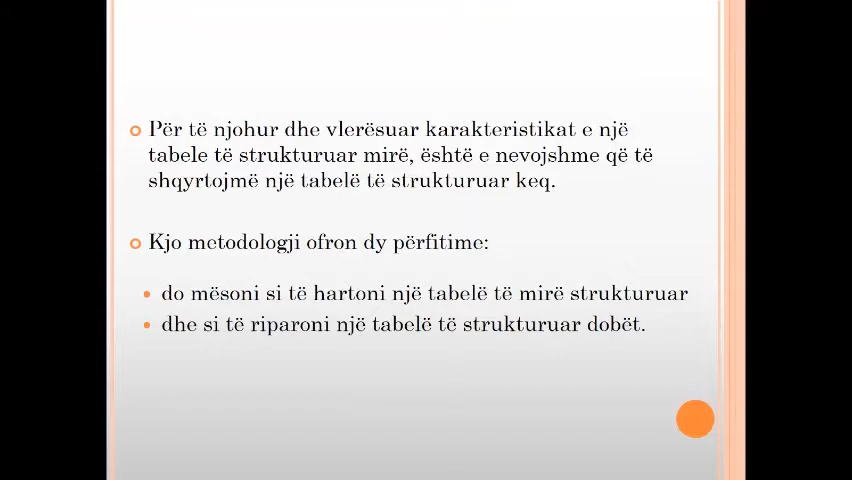 Për të njohur dhe vlerësuar karakteristikat e një
tabele të strukturuar mirë, është e nevojshme që të
shqyrtojmë një tabelë të strukturuar keq.
Kjo metodologji ofron dy përfitime:
do mësoni si të hartoni një tabelë të mirë strukturuar
dhe si të riparoni një tabelë të strukturuar dobët.